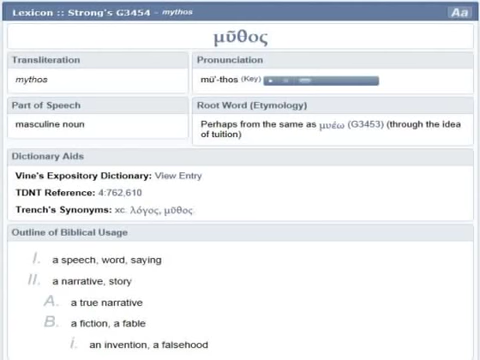 Lexicon :: Strong's G3454 - mythos
Aa
μῦθος
Transliteration
mythos
Pronunciation
mü'-thos (Key)
Part of Speech
masculine noun
Root Word (Etymology)
Perhaps from the same as μυέω (G3453) (through the idea
of tuition)
Dictionary Aids
Vine's Expository Dictionary: View Entry
TDNT Reference: 4:762,610
Trench's Synonyms: xc. λόγος, μῦθος
Outline of Biblical Usage
I. a speech, word, saying
II. a narrative, story
A. a true narrative
B. a fiction, a fable
i. an invention, a falsehood